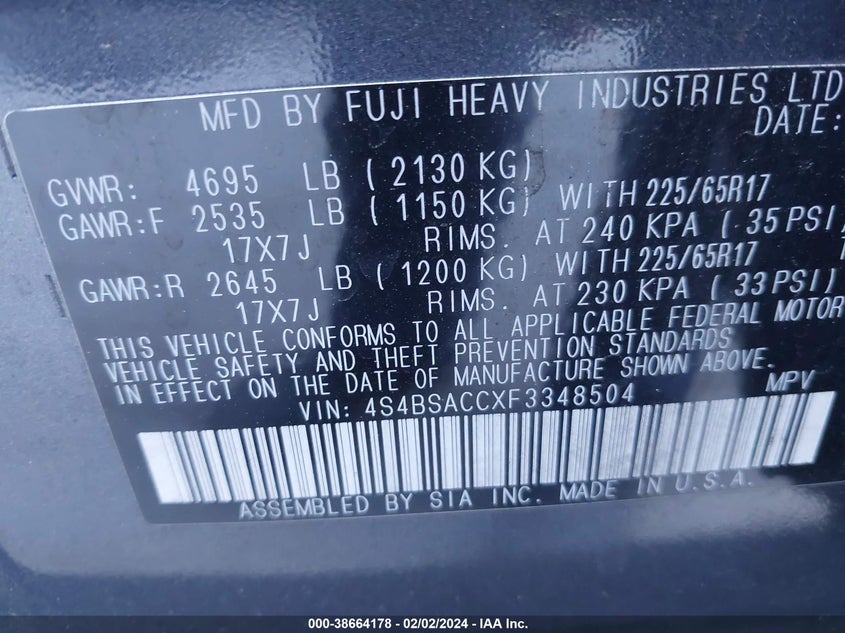 MFD BY FUJI HEAVY INDUSTRIES LTD
DATE:
GVWR: 4695 LB ( 2130 KG)
GAWR:F 2535 LB ( 1150 KG) WITH 225/65R17
17X7J RIMS. AT 240 KPA ( 35 PSI)
GAWR:R 2645 LB ( 1200 KG) WITH 225/65R17
17X7J RIMS. AT 230 KPA ( 33 PSI)
THIS VEHICLE CONFORMS TO ALL APPLICABLE FEDERAL MOTOR
VEHICLE SAFETY AND THEFT PREVENTION STANDARDS
IN EFFECT ON THE DATE OF MANUFACTURE SHOWN ABOVE.
VIN: 4S4BSACCXF3348504 MPV
ASSEMBLED BY SIA INC. MADE IN U.S.A.
000-38664178 - 02/02/2024 - IAA Inc.